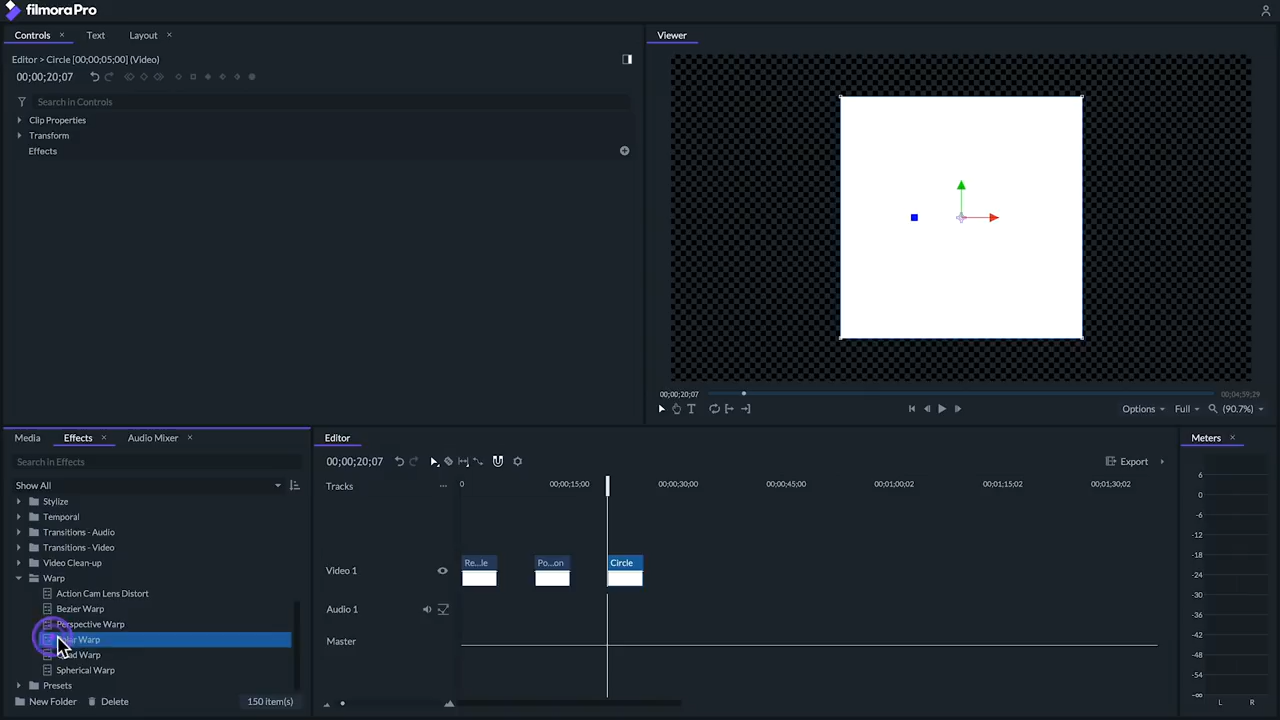 filmoraPro
Controls
Text
Layout
Viewer
Editor > Circle [00;00;05;00] (Video)
00;00;20;07
Search in Controls
Clip Properties
Transform
Effects
00;00;20;07
00;04;59;29
Options
Full
(90.7%)
Media
Effects
Audio Mixer
Editor
Meters
Search in Effects
00;00;20;07
Export
Show All
Tracks
0
00;00;15;00
00;00;30;00
00;00;45;00
00;01;00;02
00;01;15;02
00;01;30;02
Stylize
Temporal
Transitions - Audio
Transitions - Video
Video Clean-up
Warp
Action Cam Lens Distort
Bezier Warp
Perspective Warp
Warp
Warp
Spherical Warp
Presets
New Folder
Delete
150 item(s)
Video 1
Re...le
Po...on
Circle
Audio 1
Master
6
0
-6
-12
-18
-24
-30
-36
-42
-48
-54
-∞
L
R